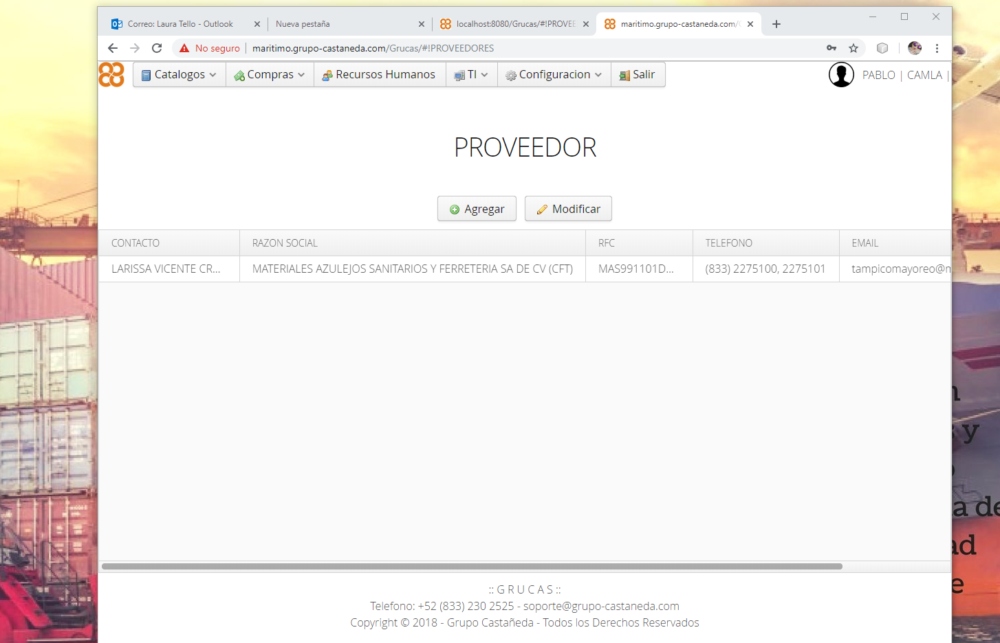 Correo: Laura Tello - Outlook
Nueva pestaña
localhost:8080/Grucas/#!PROVEE
maritimo.grupo-castaneda.com/
No seguro
maritimo.grupo-castaneda.com/Grucas/#!PROVEEDORES
Catalogos
Compras
Recursos Humanos
TI
Configuracion
Salir
PABLO | CAMLA |
PROVEEDOR
Agregar
Modificar
CONTACTO RAZON SOCIAL RFC TELEFONO EMAIL
LARISSA VICENTE CR... MATERIALES AZULEJOS SANITARIOS Y FERRETERIA SA DE CV (CFT) MAS991101D... (833) 2275100, 2275101 tampicomayoreo@
y
a de
ad
e
:: G R U C A S ::
Telefono: +52 (833) 230 2525 - soporte@grupo-castaneda.com
Copyright © 2018 - Grupo Castañeda - Todos los Derechos Reservados